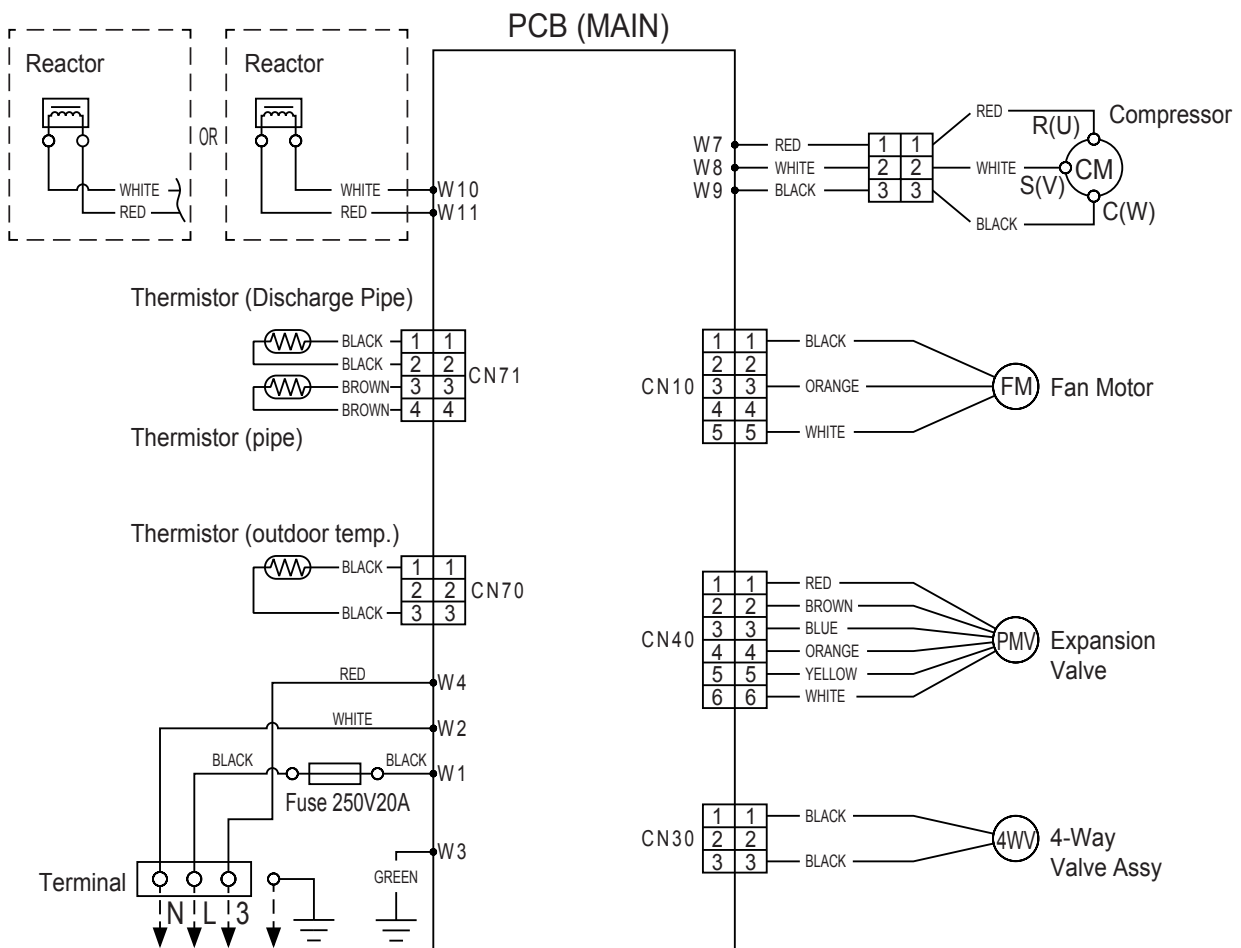 PCB (MAIN)
Reactor
WHITE
RED
OR
Reactor
WHITE
RED
W10
W11
W7
W8
W9
RED
WHITE
BLACK
1 1
2 2
3 3
RED
WHITE
BLACK
R(U)
S(V)
C(W)
CM
Compressor
Thermistor (Discharge Pipe)
BLACK 1 1
BLACK 2 2
BROWN 3 3
BROWN 4 4
CN71
Thermistor (pipe)
CN10
1 1 BLACK
2 2
3 3 ORANGE
4 4
5 5 WHITE
FM
Fan Motor
Thermistor (outdoor temp.)
BLACK 1 1
2 2
BLACK 3 3
CN70
CN40
1 1 RED
2 2 BROWN
3 3 BLUE
4 4 ORANGE
5 5 YELLOW
6 6 WHITE
PMV
Expansion
Valve
RED
W4
WHITE
W2
BLACK
BLACK
W1
Fuse 250V20A
W3
GREEN
Terminal
N L 3
CN30
1 1 BLACK
2 2
3 3 BLACK
4WV
4-Way
Valve Assy